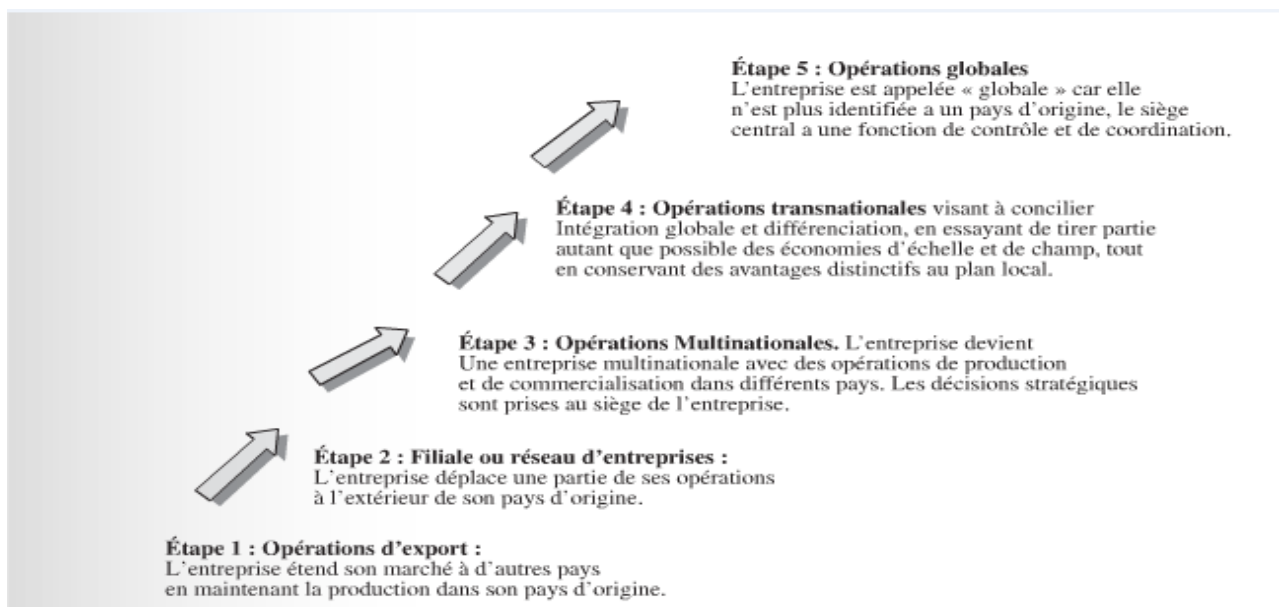 Étape 5 : Opérations globales
L'entreprise est appelée « globale » car elle
n'est plus identifiée a un pays d'origine, le siège
central a une fonction de contrôle et de coordination.
Étape 4 : Opérations transnationales visant à concilier
Intégration globale et différenciation, en essayant de tirer partie
autant que possible des économies d'échelle et de champ, tout
en conservant des avantages distinctifs au plan local.
Étape 3 : Opérations Multinationales. L'entreprise devient
Une entreprise multinationale avec des opérations de production
et de commercialisation dans différents pays. Les décisions stratégiques
sont prises au siège de l'entreprise.
Étape 2 : Filiale ou réseau d'entreprises :
L'entreprise déplace une partie de ses opérations
à l'extérieur de son pays d'origine.
Étape 1 : Opérations d'export :
L'entreprise étend son marché à d'autres pays
en maintenant la production dans son pays d'origine.